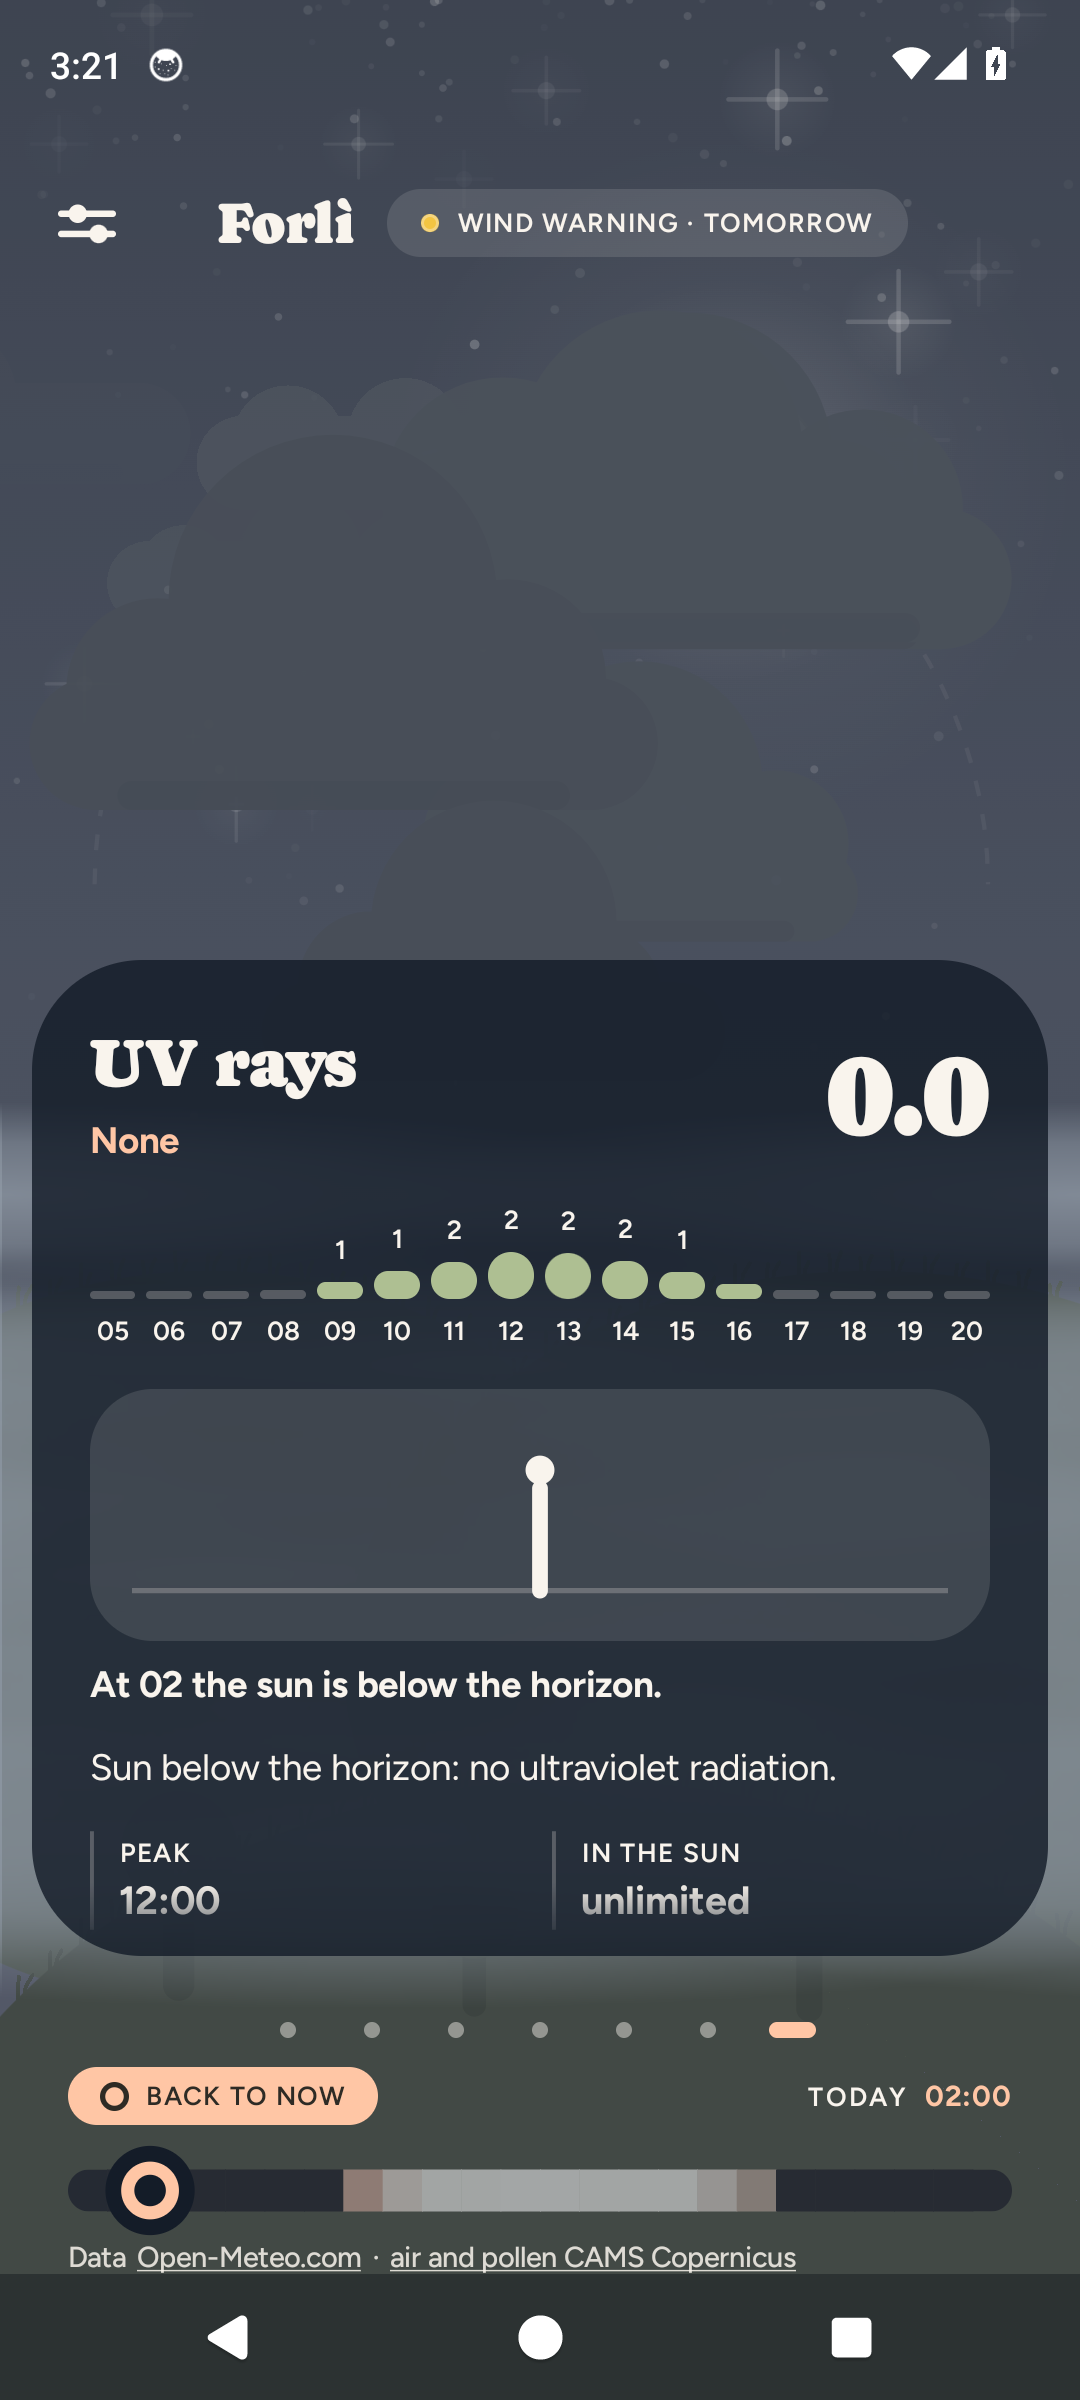 3:21
Forlì
WIND WARNING · TOMORROW
UV rays
None
0.0
1 1 2 2 2 2 1
05 06 07 08 09 10 11 12 13 14 15 16 17 18 19 20
At 02 the sun is below the horizon.
Sun below the horizon: no ultraviolet radiation.
PEAK
12:00
IN THE SUN
unlimited
BACK TO NOW
TODAY 02:00
Data Open-Meteo.com · air and pollen CAMS Copernicus